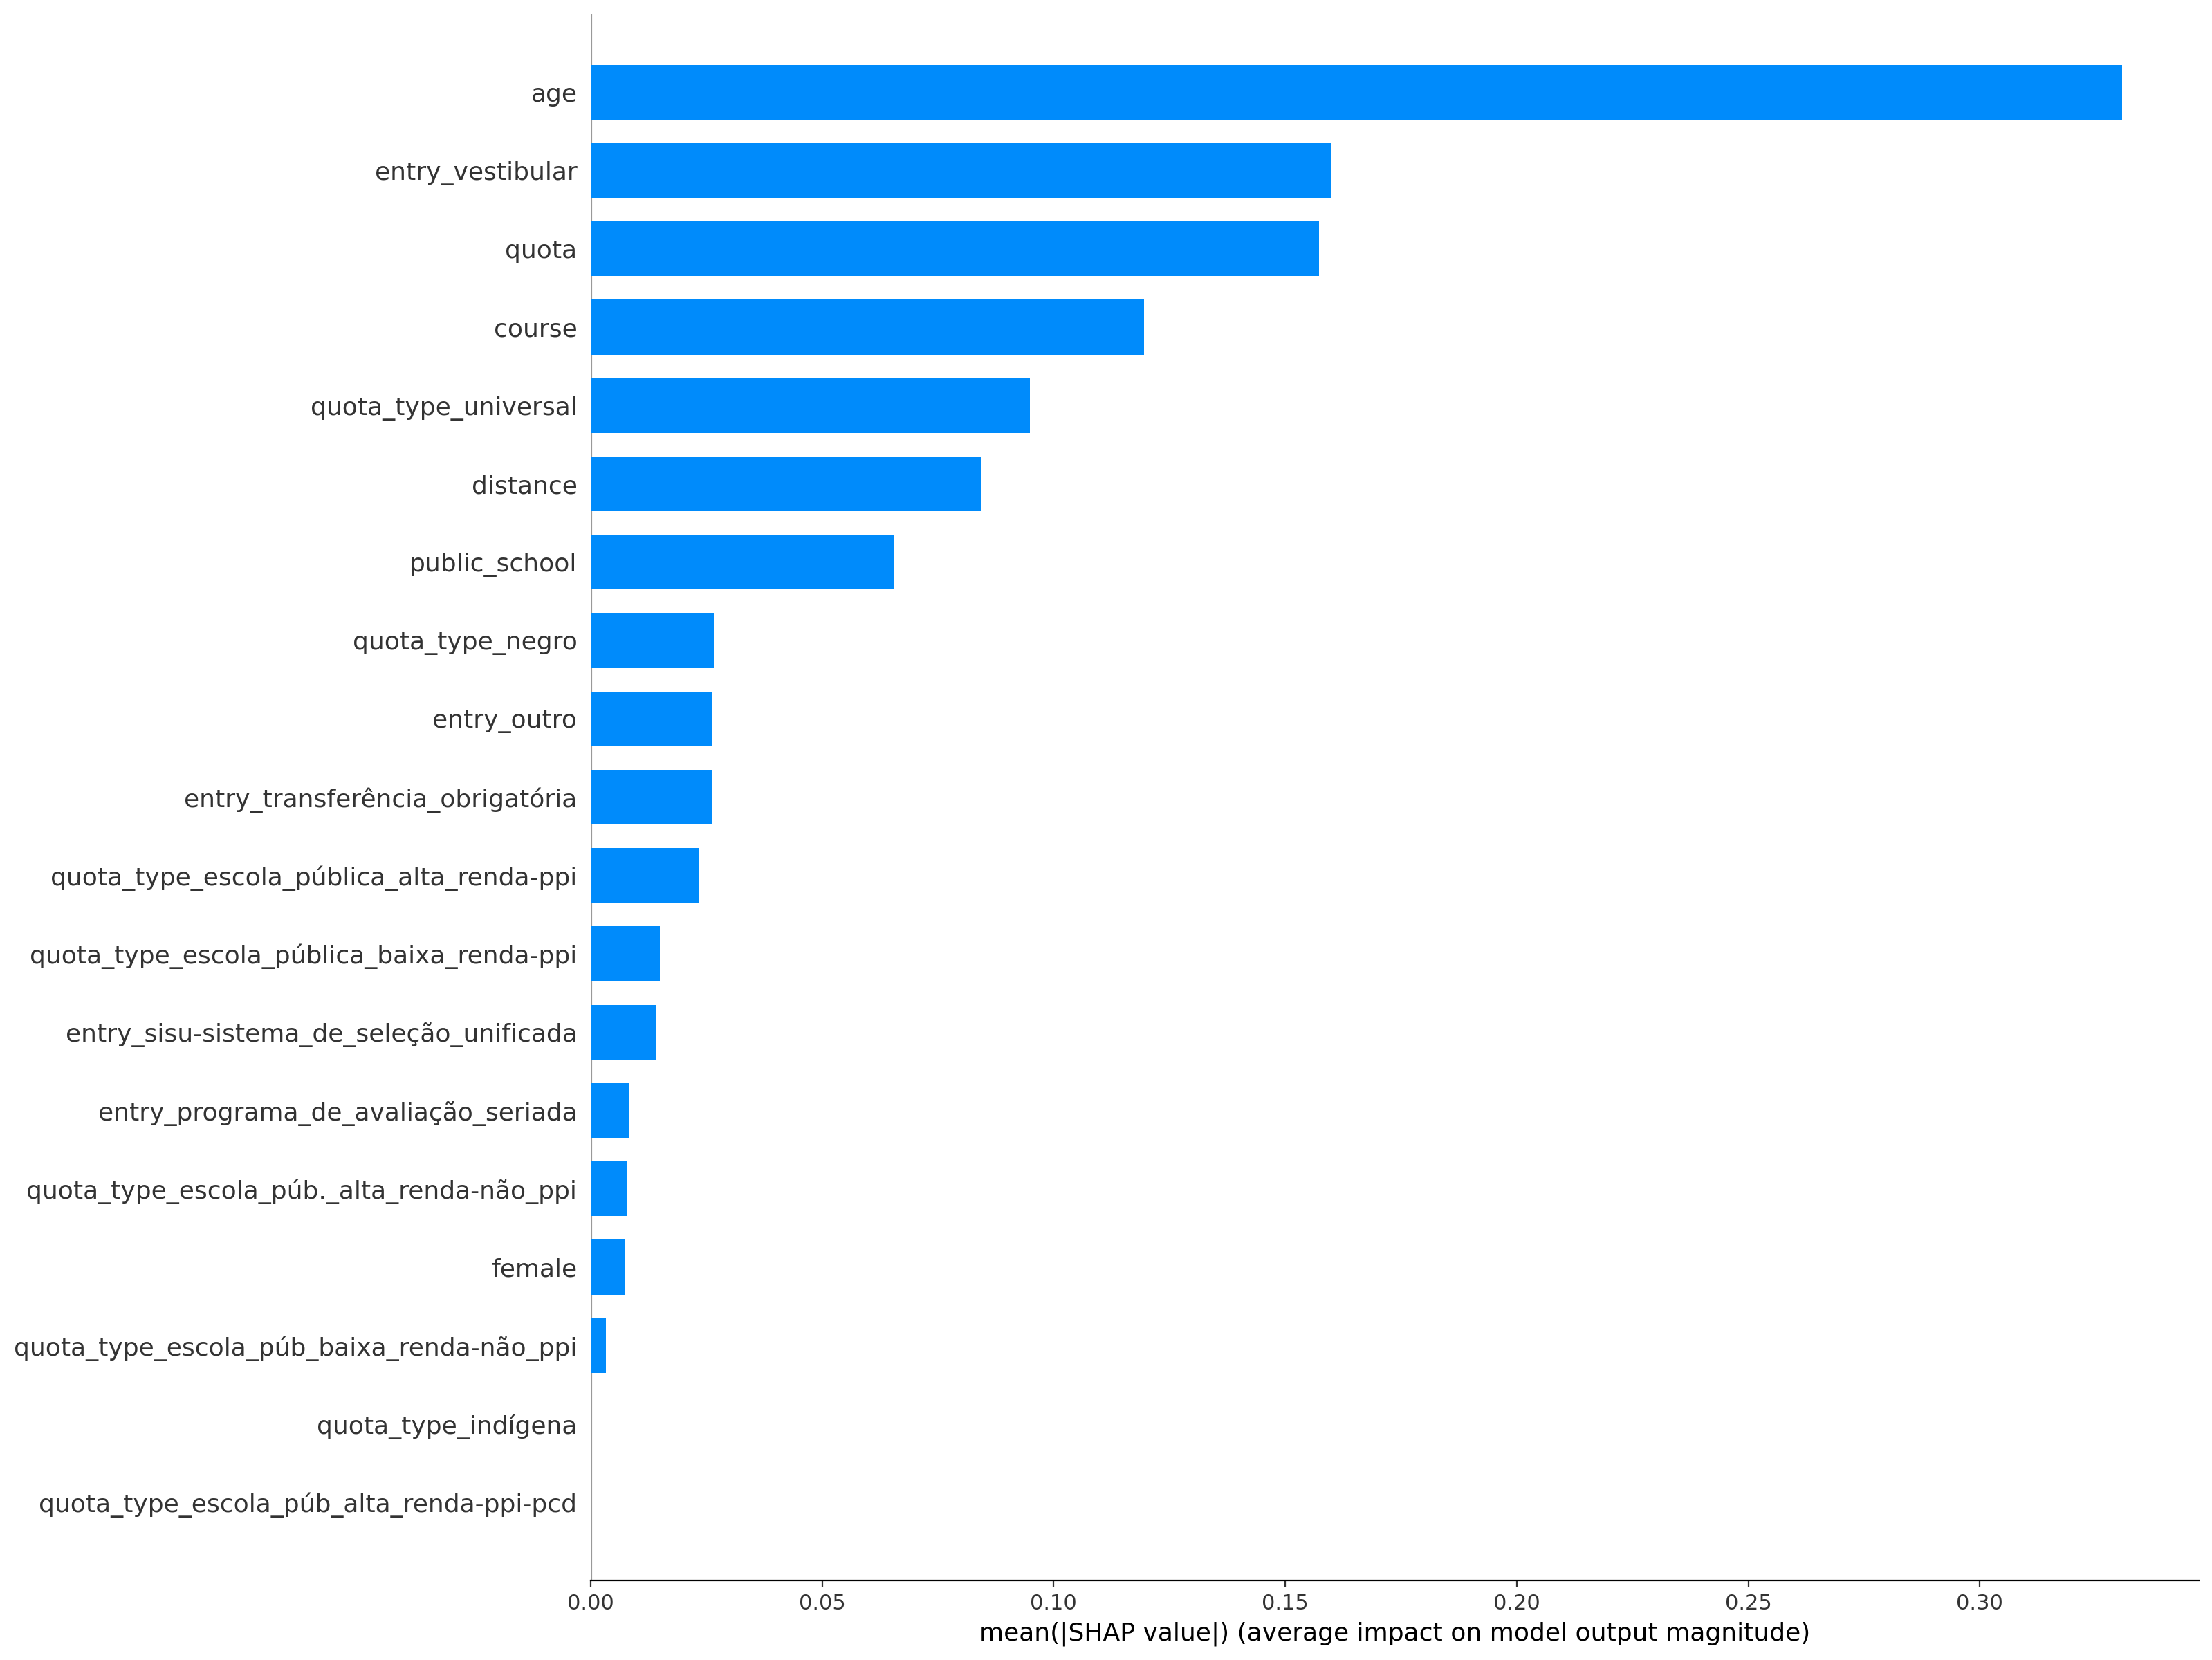 age
entry_vestibular
quota
course
quota_type_universal
distance
public_school
quota_type_negro
entry_outro
entry_transferência_obrigatória
quota_type_escola_pública_alta_renda-ppi
quota_type_escola_pública_baixa_renda-ppi
entry_sisu-sistema_de_seleção_unificada
entry_programa_de_avaliação_seriada
quota_type_escola_púb._alta_renda-não_ppi
female
quota_type_escola_púb_baixa_renda-não_ppi
quota_type_indígena
quota_type_escola_púb_alta_renda-ppi-pcd
0.00 0.05 0.10 0.15 0.20 0.25 0.30
mean(|SHAP value|) (average impact on model output magnitude)